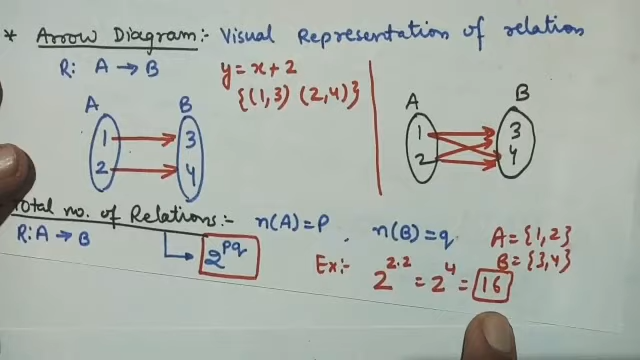 * Arrow Diagram:- Visual Representation of relation
R: A → B
y = x + 2
{(1,3) (2,4)}
A B
1 3
2 4
A B
1 3
2 4
Total no. of Relations:- n(A)=P , n(B)=q
R: A → B
2^pq
A = {1,2}
B = {3,4}
Ex:- 2^2·2 = 2^4 = 16